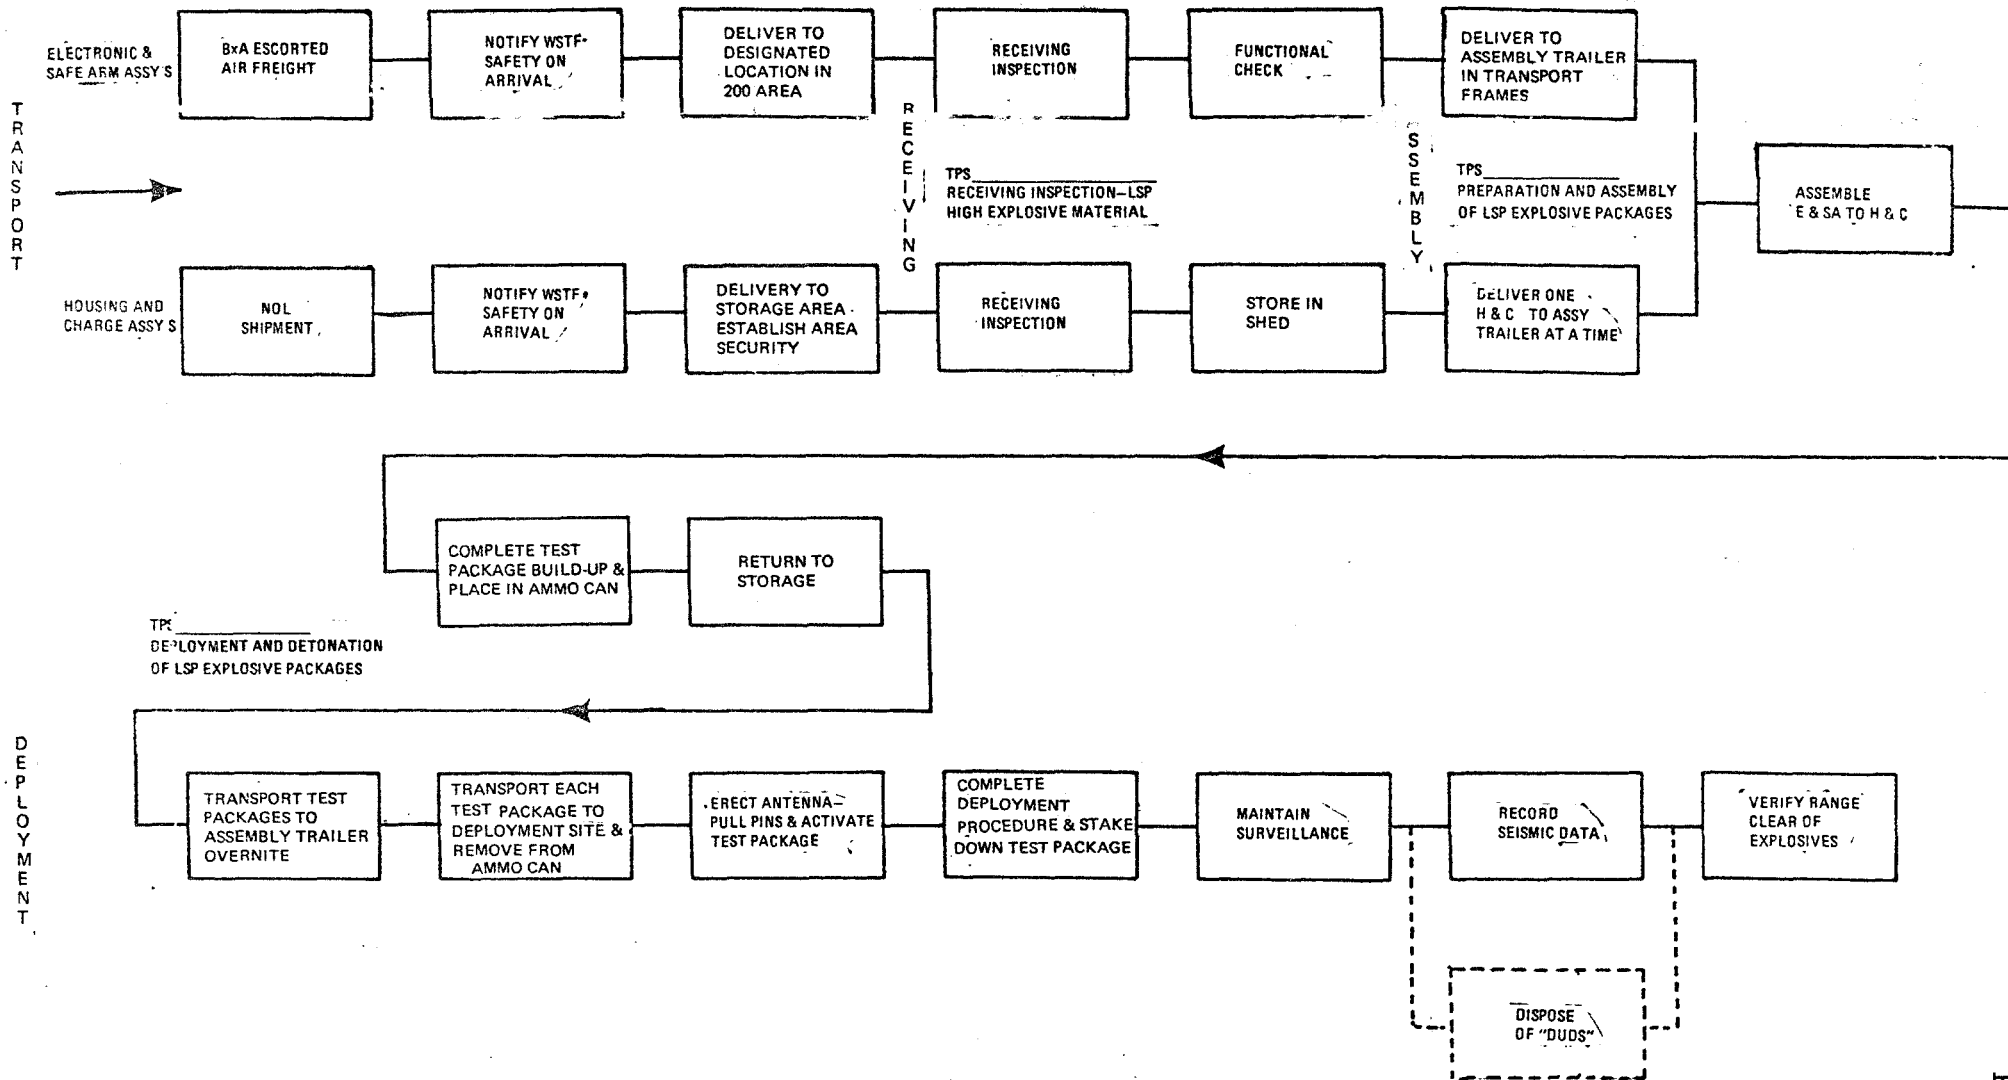 ELECTRONIC &
SAFE ARM ASSY'S
BxA ESCORTED
AIR FREIGHT
NOTIFY WSTF
SAFETY ON
ARRIVAL
DELIVER TO
DESIGNATED
LOCATION IN
200 AREA
RECEIVING
INSPECTION
FUNCTIONAL
CHECK
DELIVER TO
ASSEMBLY TRAILER
IN TRANSPORT
FRAMES
TRANSPORT
RECEIVING
TPS
RECEIVING INSPECTION–LSP
HIGH EXPLOSIVE MATERIAL
SSEMBLY
TPS
PREPARATION AND ASSEMBLY
OF LSP EXPLOSIVE PACKAGES
ASSEMBLE
E & SA TO H & C
HOUSING AND
CHARGE ASSY'S
NOL
SHIPMENT
NOTIFY WSTF
SAFETY ON
ARRIVAL
DELIVERY TO
STORAGE AREA
ESTABLISH AREA
SECURITY
RECEIVING
INSPECTION
STORE IN
SHED
DELIVER ONE
H & C TO ASSY
TRAILER AT A TIME
COMPLETE TEST
PACKAGE BUILD-UP &
PLACE IN AMMO CAN
RETURN TO
STORAGE
TPS
DEPLOYMENT AND DETONATION
OF LSP EXPLOSIVE PACKAGES
DEPLOYMENT
TRANSPORT TEST
PACKAGES TO
ASSEMBLY TRAILER
OVERNITE
TRANSPORT EACH
TEST PACKAGE TO
DEPLOYMENT SITE &
REMOVE FROM
AMMO CAN
ERECT ANTENNA–
PULL PINS & ACTIVATE
TEST PACKAGE
COMPLETE
DEPLOYMENT
PROCEDURE & STAKE
DOWN TEST PACKAGE
MAINTAIN
SURVEILLANCE
RECORD
SEISMIC DATA
VERIFY RANGE
CLEAR OF
EXPLOSIVES
DISPOSE
OF "DUDS"